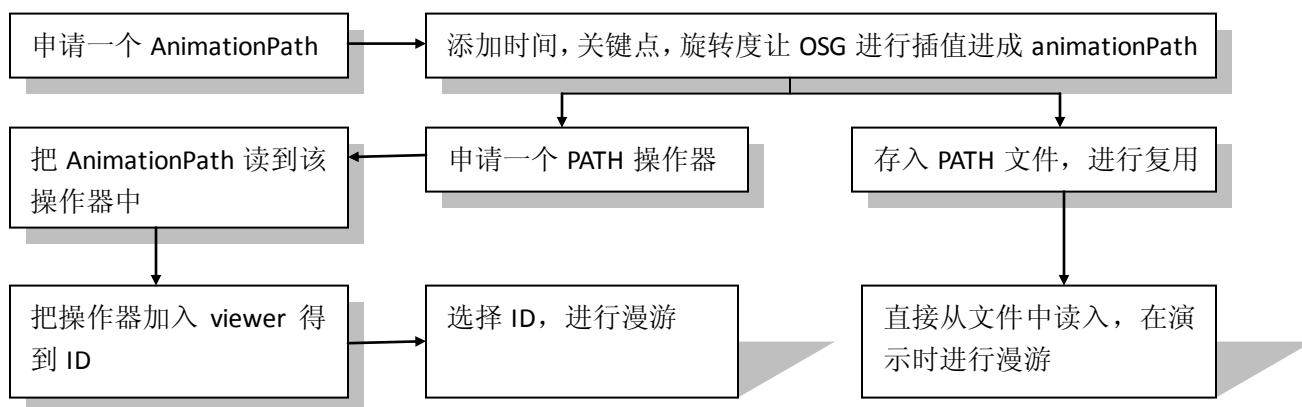 申请一个 AnimationPath
添加时间,关键点,旋转度让 OSG 进行插值进成 animationPath
把 AnimationPath 读到该
操作器中
申请一个 PATH 操作器
存入 PATH 文件，进行复用
把操作器加入 viewer 得
到 ID
选择 ID，进行漫游
直接从文件中读入，在演
示时进行漫游